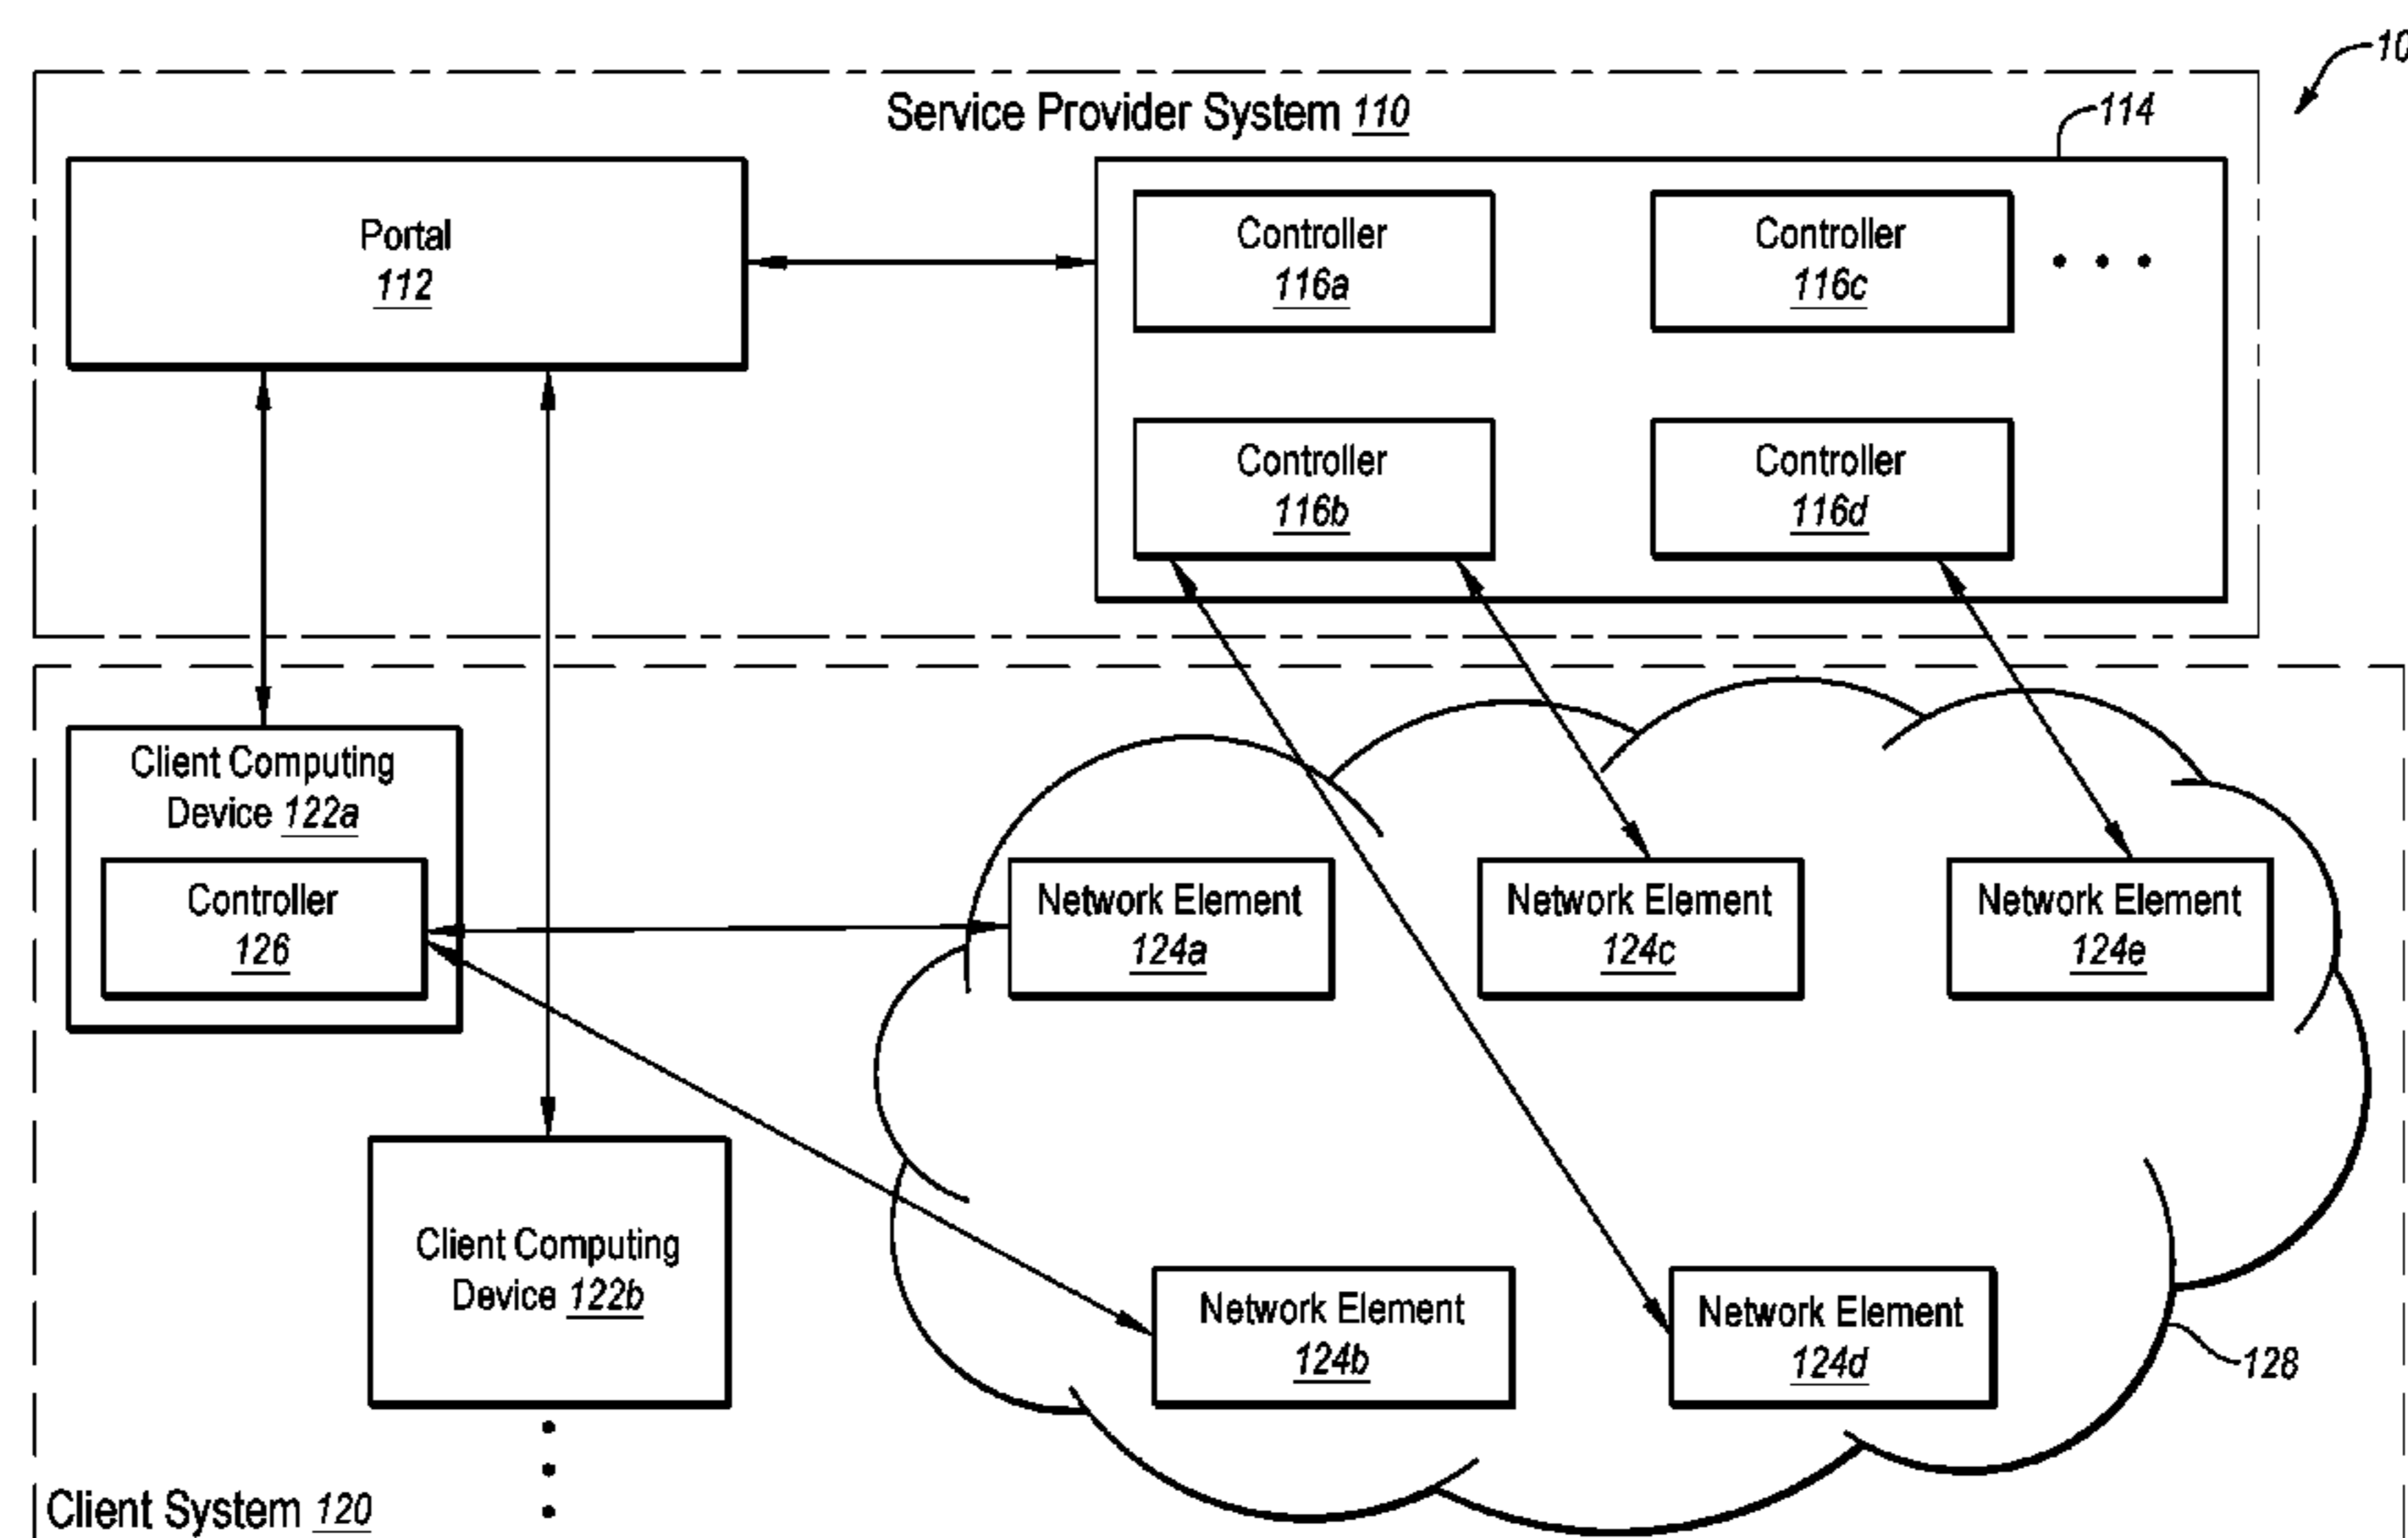 10
Service Provider System 110
114
Portal
112
Controller
116a
Controller
116c
Controller
116b
Controller
116d
Client Computing
Device 122a
Controller
126
Network Element
124a
Network Element
124c
Network Element
124e
Client Computing
Device 122b
Network Element
124b
Network Element
124d
128
Client System 120